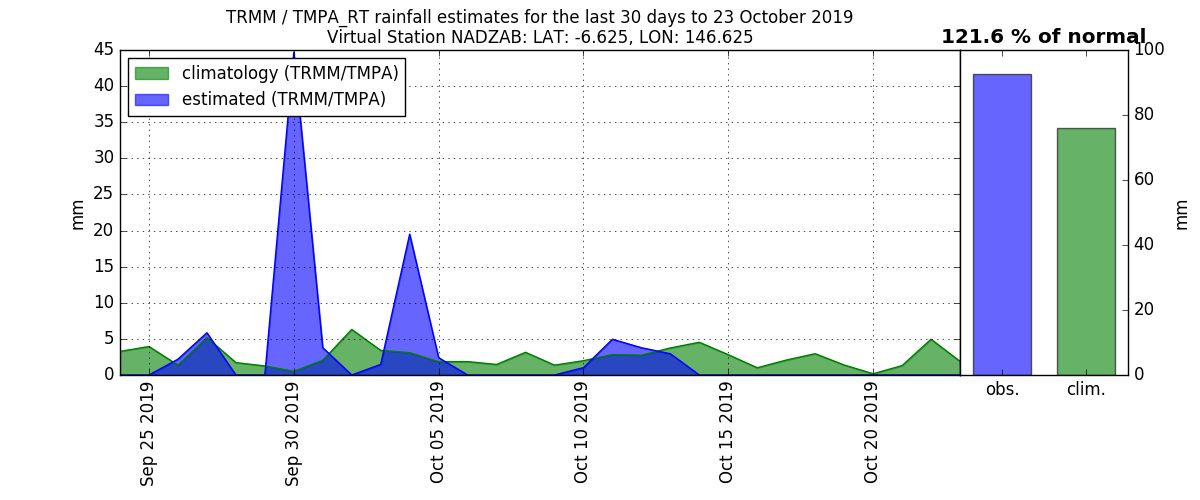 TRMM / TMPA_RT rainfall estimates for the last 30 days to 23 October 2019
Virtual Station NADZAB: LAT: -6.625, LON: 146.625
121.6 % of normal
climatology (TRMM/TMPA)
estimated (TRMM/TMPA)
45
40
35
30
25
20
15
10
5
0
mm
Sep 25 2019
Sep 30 2019
Oct 05 2019
Oct 10 2019
Oct 15 2019
Oct 20 2019
100
80
60
40
20
0
mm
obs.
clim.